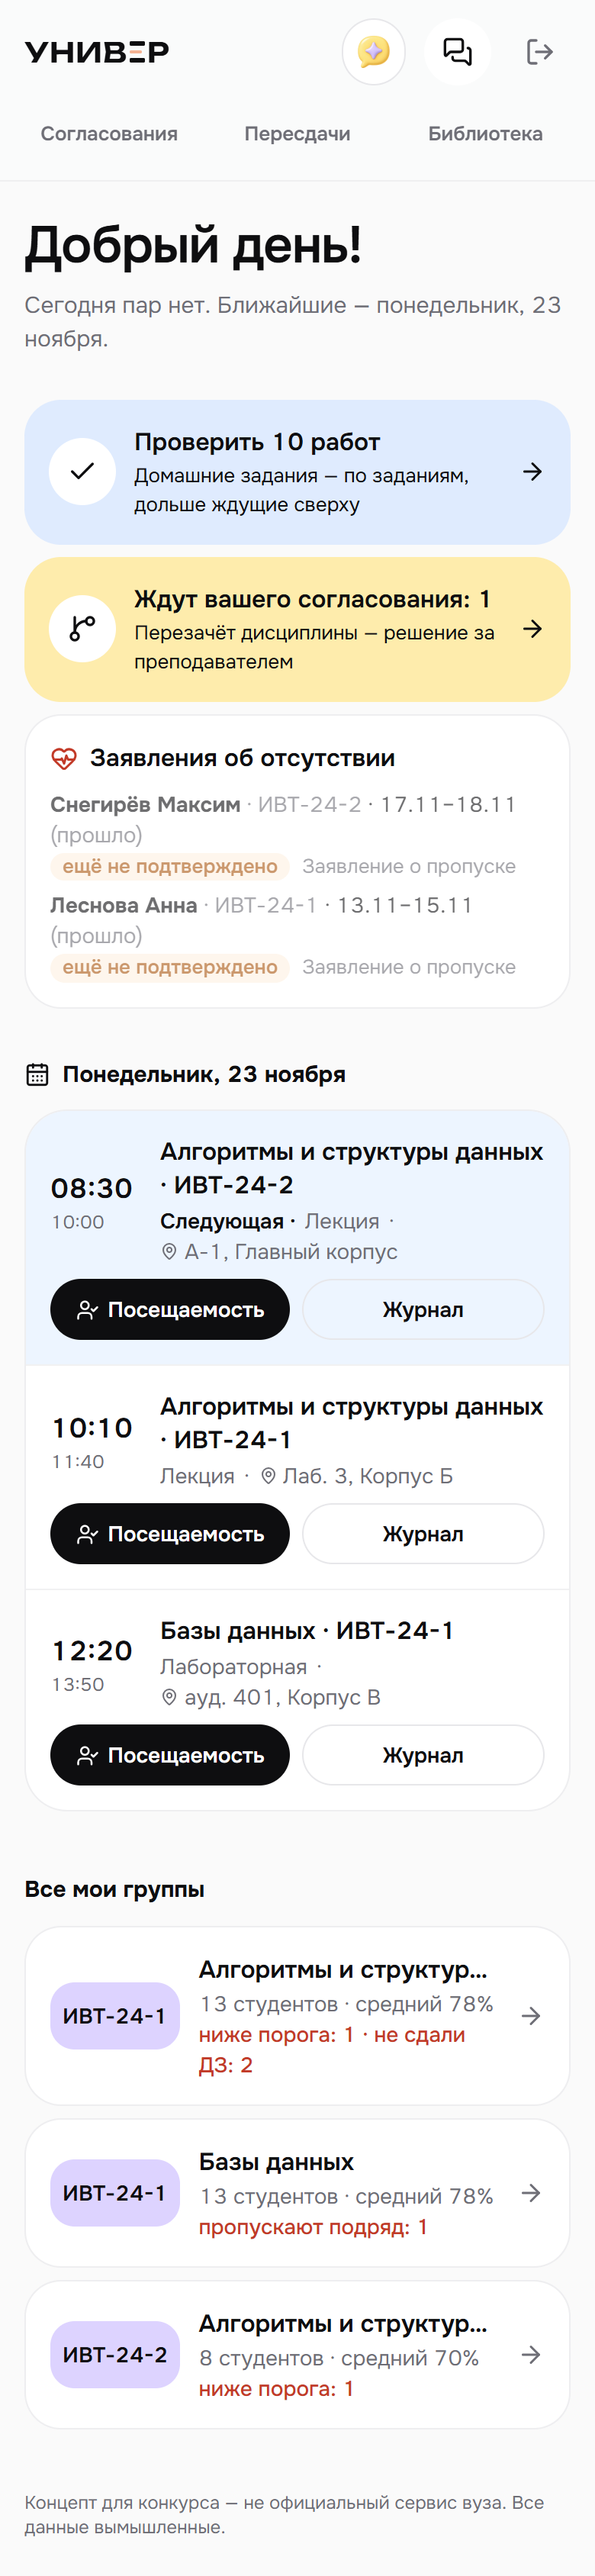 УНИВЕР
Согласования
Пересдачи
Библиотека
Добрый день!
Сегодня пар нет. Ближайшие — понедельник, 23
ноября.
Проверить 10 работ
Домашние задания — по заданиям,
дольше ждущие сверху
Ждут вашего согласования: 1
Перезачёт дисциплины — решение за
преподавателем
Заявления об отсутствии
Снегирёв Максим · ИВТ-24-2 · 17.11–18.11
(прошло)
ещё не подтверждено Заявление о пропуске
Леснова Анна · ИВТ-24-1 · 13.11–15.11
(прошло)
ещё не подтверждено Заявление о пропуске
Понедельник, 23 ноября
Алгоритмы и структуры данных
· ИВТ-24-2
08:30
10:00
Следующая · Лекция ·
А-1, Главный корпус
Посещаемость
Журнал
Алгоритмы и структуры данных
· ИВТ-24-1
10:10
11:40
Лекция · Лаб. 3, Корпус Б
Посещаемость
Журнал
Базы данных · ИВТ-24-1
12:20
13:50
Лабораторная ·
ауд. 401, Корпус В
Посещаемость
Журнал
Все мои группы
ИВТ-24-1
Алгоритмы и структур...
13 студентов · средний 78%
ниже порога: 1 · не сдали
ДЗ: 2
ИВТ-24-1
Базы данных
13 студентов · средний 78%
пропускают подряд: 1
ИВТ-24-2
Алгоритмы и структур...
8 студентов · средний 70%
ниже порога: 1
Концепт для конкурса — не официальный сервис вуза. Все
данные вымышленные.